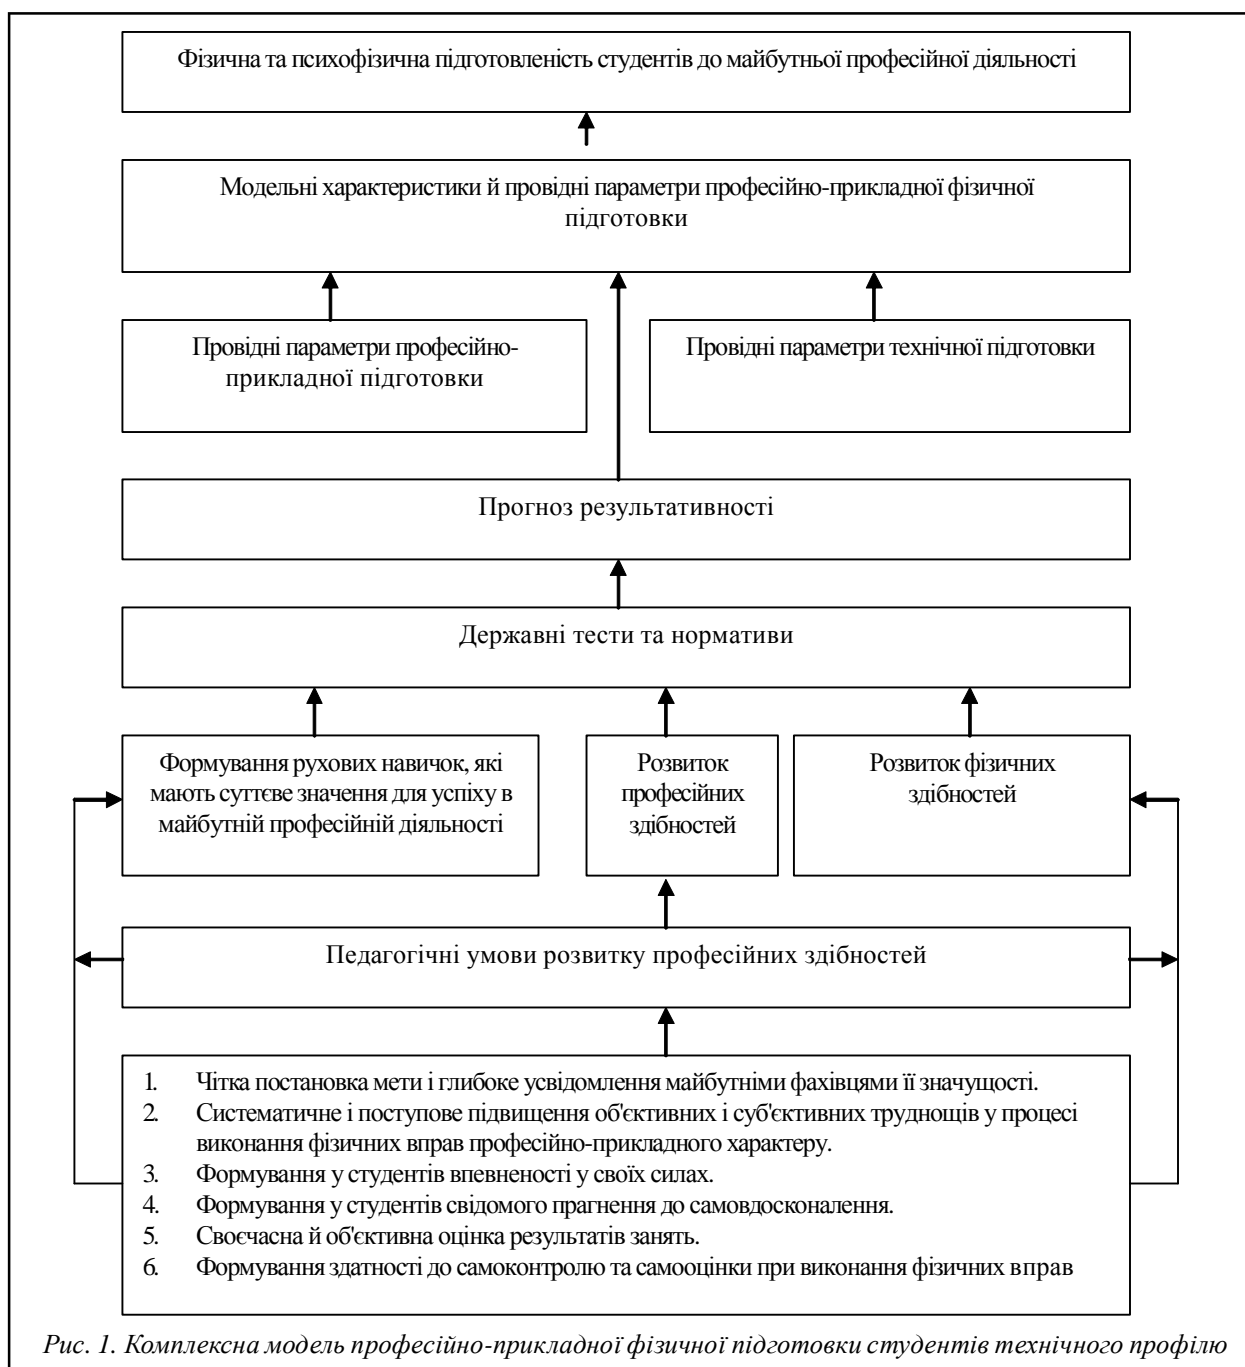 Фізична та психофізична підготовленість студентів до майбутньої професійної діяльності
Модельні характеристики й провідні параметри професійно-прикладної фізичної
підготовки
Провідні параметри професійно-
прикладної підготовки
Провідні параметри технічної підготовки
Прогноз результативності
Державні тести та нормативи
Формування рухових навичок, які
мають суттєве значення для успіху в
майбутній професійній діяльності
Розвиток
професійних
здібностей
Розвиток фізичних
здібностей
Педагогічні умови розвитку професійних здібностей
1. Чітка постановка мети і глибоке усвідомлення майбутніми фахівцями її значущості.
2. Систематичне і поступове підвищення об'єктивних і суб'єктивних труднощів у процесі
виконання фізичних вправ професійно-прикладного характеру.
3. Формування у студентів впевненості у своїх силах.
4. Формування у студентів свідомого прагнення до самовдосконалення.
5. Своєчасна й об'єктивна оцінка результатів занять.
6. Формування здатності до самоконтролю та самооцінки при виконання фізичних вправ
Рис. 1. Комплексна модель професійно-прикладної фізичної підготовки студентів технічного профілю